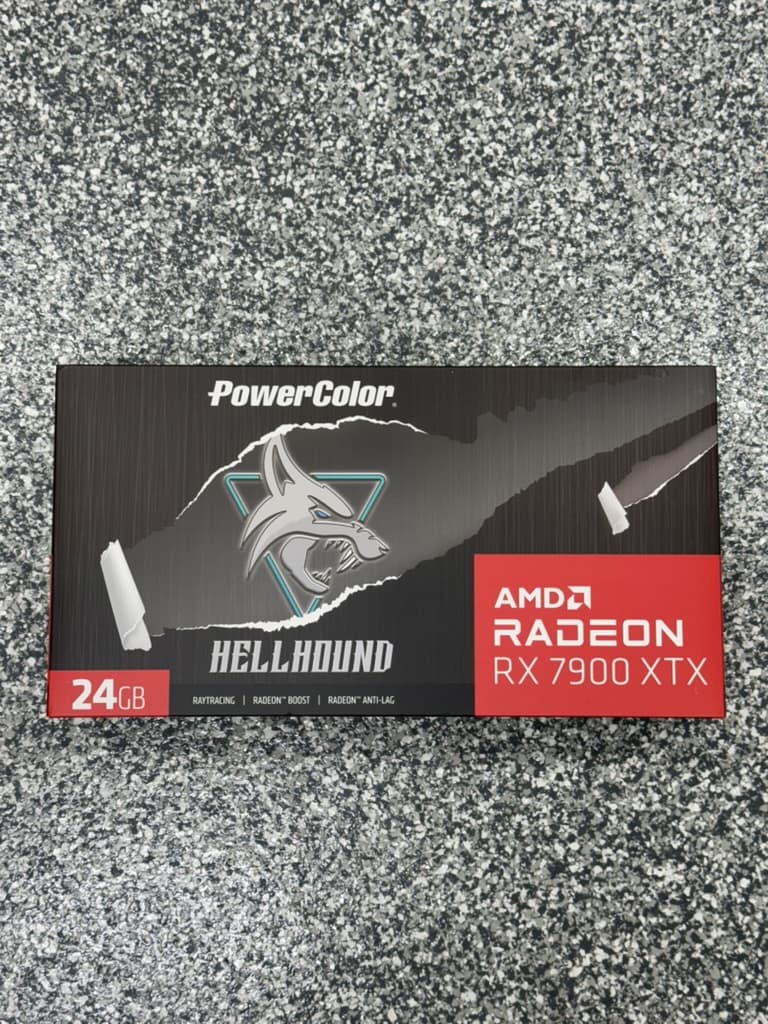 PowerColor®
HELLHOUND
24GB
RAYTRACING | RADEON™ BOOST | RADEON™ ANTI-LAG
AMD
RADEON
RX 7900 XTX